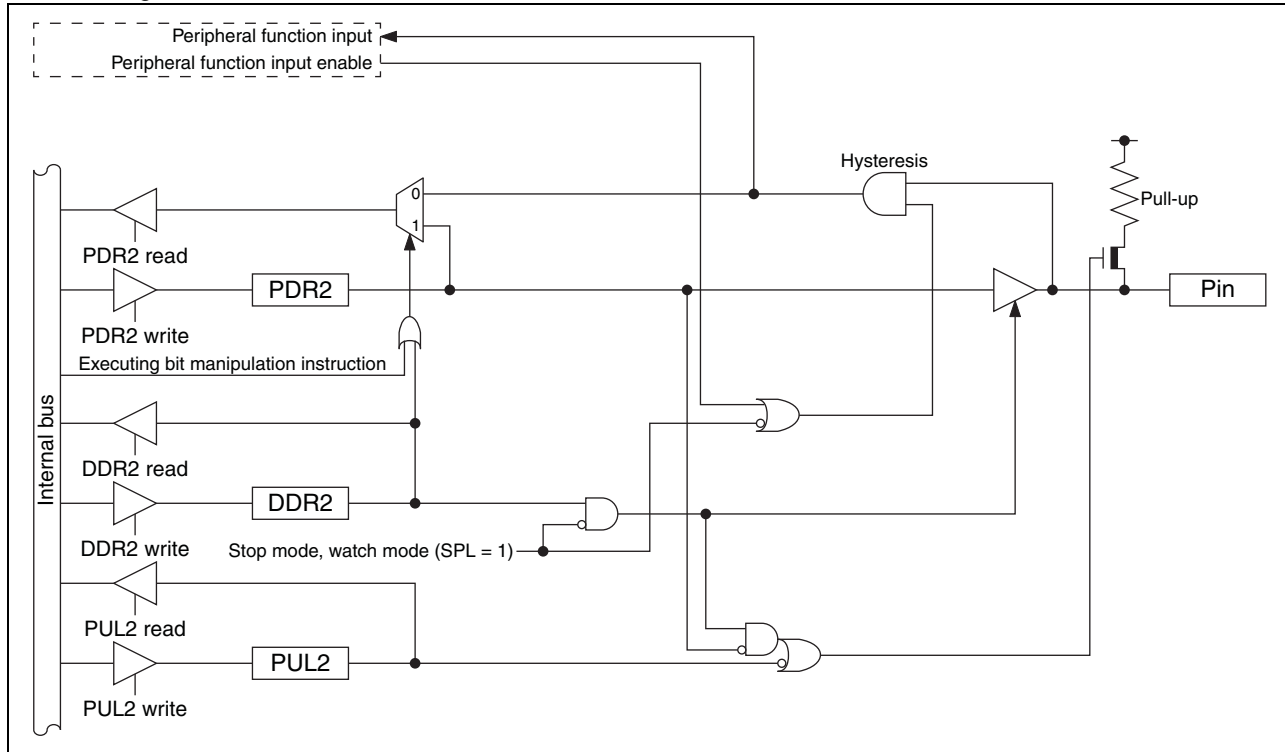 Peripheral function input
Peripheral function input enable
Hysteresis
Pull-up
0
1
PDR2 read
PDR2
Pin
PDR2 write
Executing bit manipulation instruction
Internal bus
DDR2 read
DDR2
DDR2 write
Stop mode, watch mode (SPL = 1)
PUL2 read
PUL2
PUL2 write